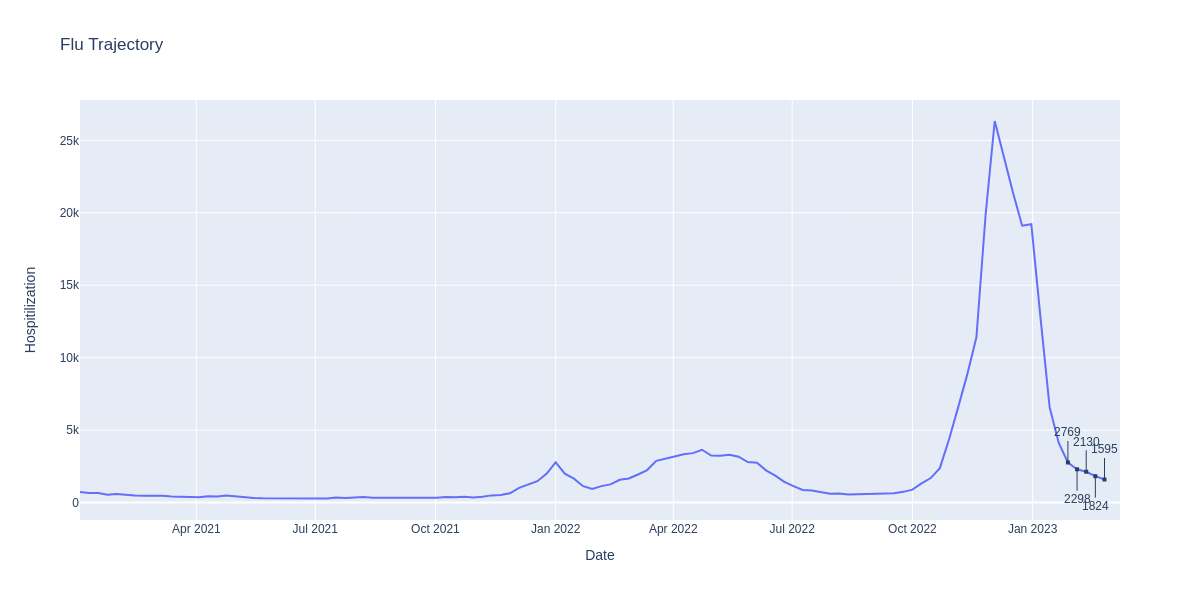 Flu Trajectory
Hospitilization
25k
20k
15k
10k
5k
0
2769
2130
1595
2298
1824
Apr 2021
Jul 2021
Oct 2021
Jan 2022
Apr 2022
Jul 2022
Oct 2022
Jan 2023
Date